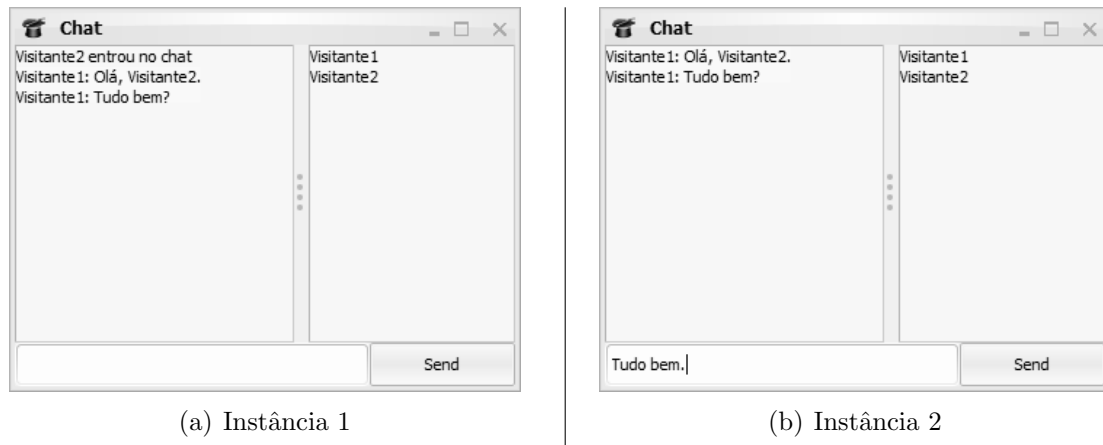 Chat
Visitante2 entrou no chat
Visitante1: Olá, Visitante2.
Visitante1: Tudo bem?
Visitante1
Visitante2
Send
(a) Instância 1
Chat
Visitante1: Olá, Visitante2.
Visitante1: Tudo bem?
Visitante1
Visitante2
Tudo bem.
Send
(b) Instância 2